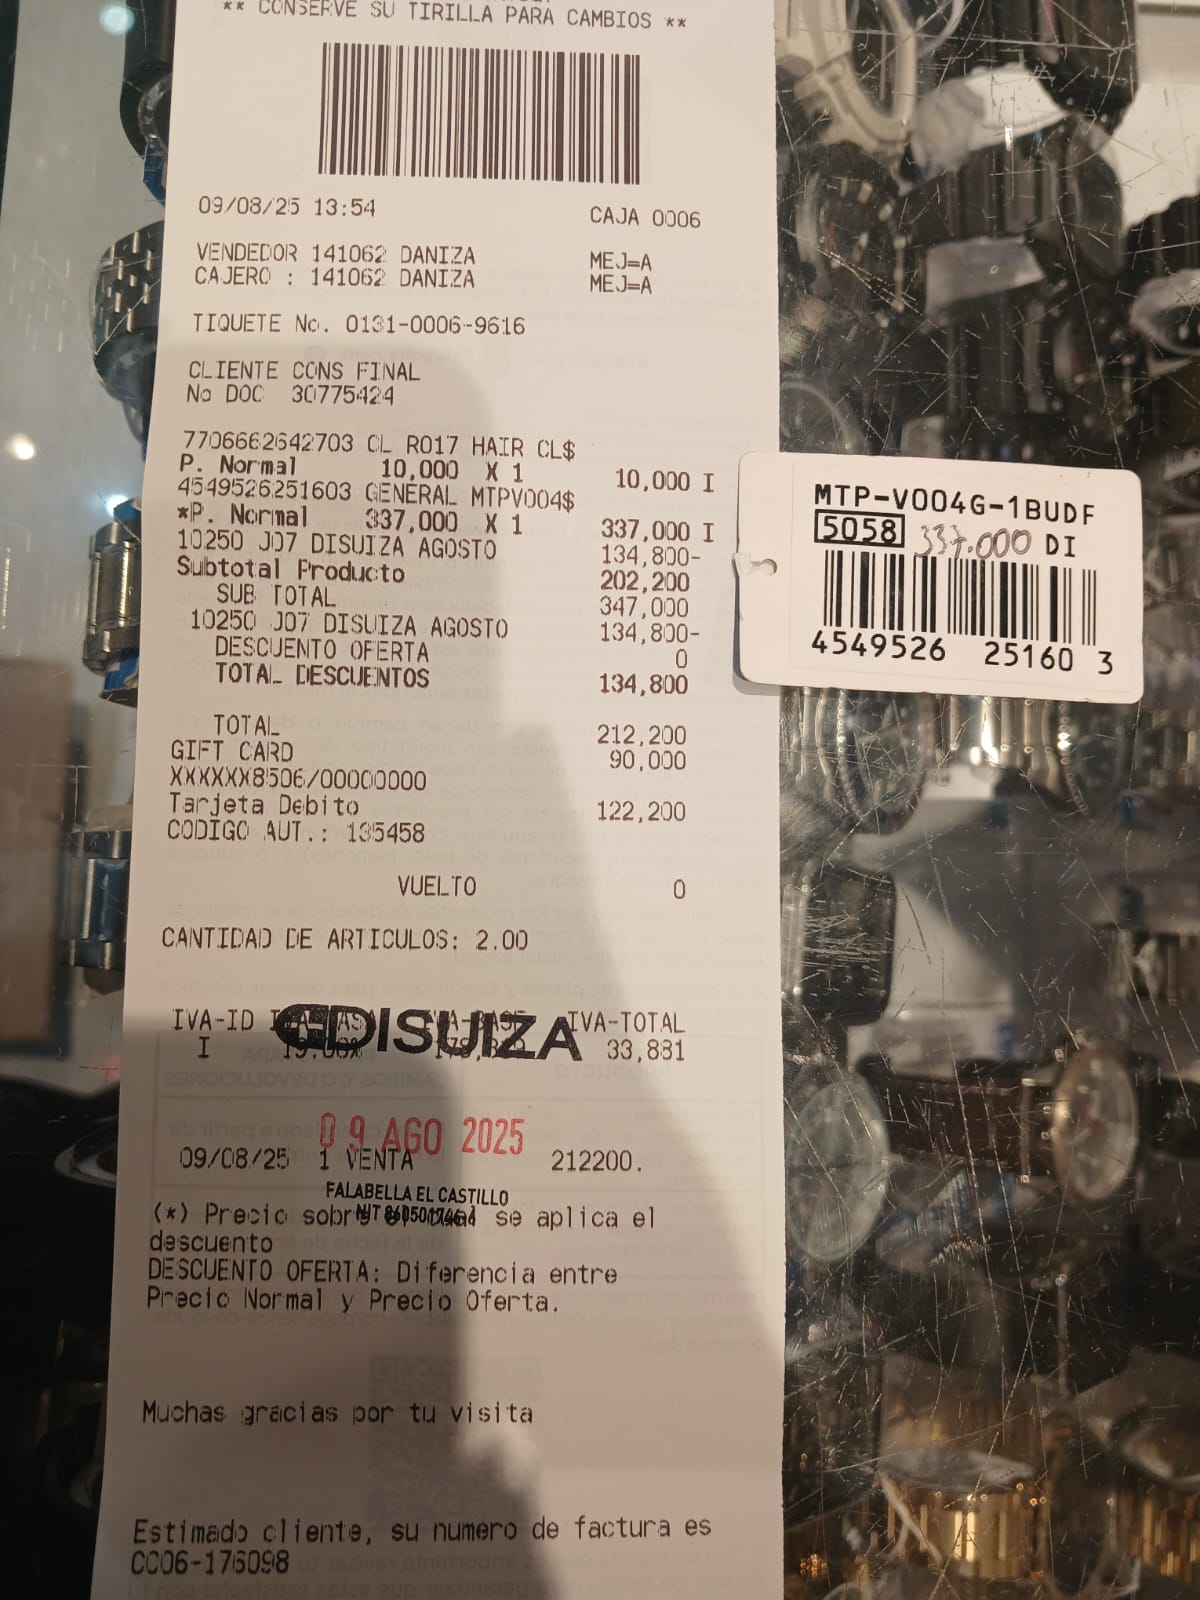 ** CONSERVE SU TIRILLA PARA CAMBIOS **
09/08/25 13:54 CAJA 0006
VENDEDOR 141062 DANIZA MEJ=A
CAJERO : 141062 DANIZA MEJ=A
TIQUETE No. 0131-0006-9616
CLIENTE CONS FINAL
No DOC 30775424
7706662642703 CL R017 HAIR CL$
P. Normal 10,000 X 1 10,000 I
4549526251603 GENERAL MTPV004$
*P. Normal 337,000 X 1 337,000 I
10250 J07 DISUIZA AGOSTO 134,800-
Subtotal Producto 202,200
SUB TOTAL 347,000
10250 J07 DISUIZA AGOSTO 134,800-
DESCUENTO OFERTA 0
TOTAL DESCUENTOS 134,800
TOTAL 212,200
GIFT CARD 90,000
XXXXXX8506/00000000
Tarjeta Debito 122,200
CODIGO AUT.: 135458
VUELTO 0
CANTIDAD DE ARTICULOS: 2.00
IVA-ID IVA-TOTAL
DISUIZA
I 19.00% 33,881
09 AGO 2025
09/08/25 1 VENTA 212200.
FALABELLA EL CASTILLO
(*) Precio sobre el cual se aplica el
descuento
DESCUENTO OFERTA: Diferencia entre
Precio Normal y Precio Oferta.
Muchas gracias por tu visita
Estimado cliente, su numero de factura es
CC06-176098
MTP-V004G-1BUDF
5058 337.000 DI
4549526 25160 3